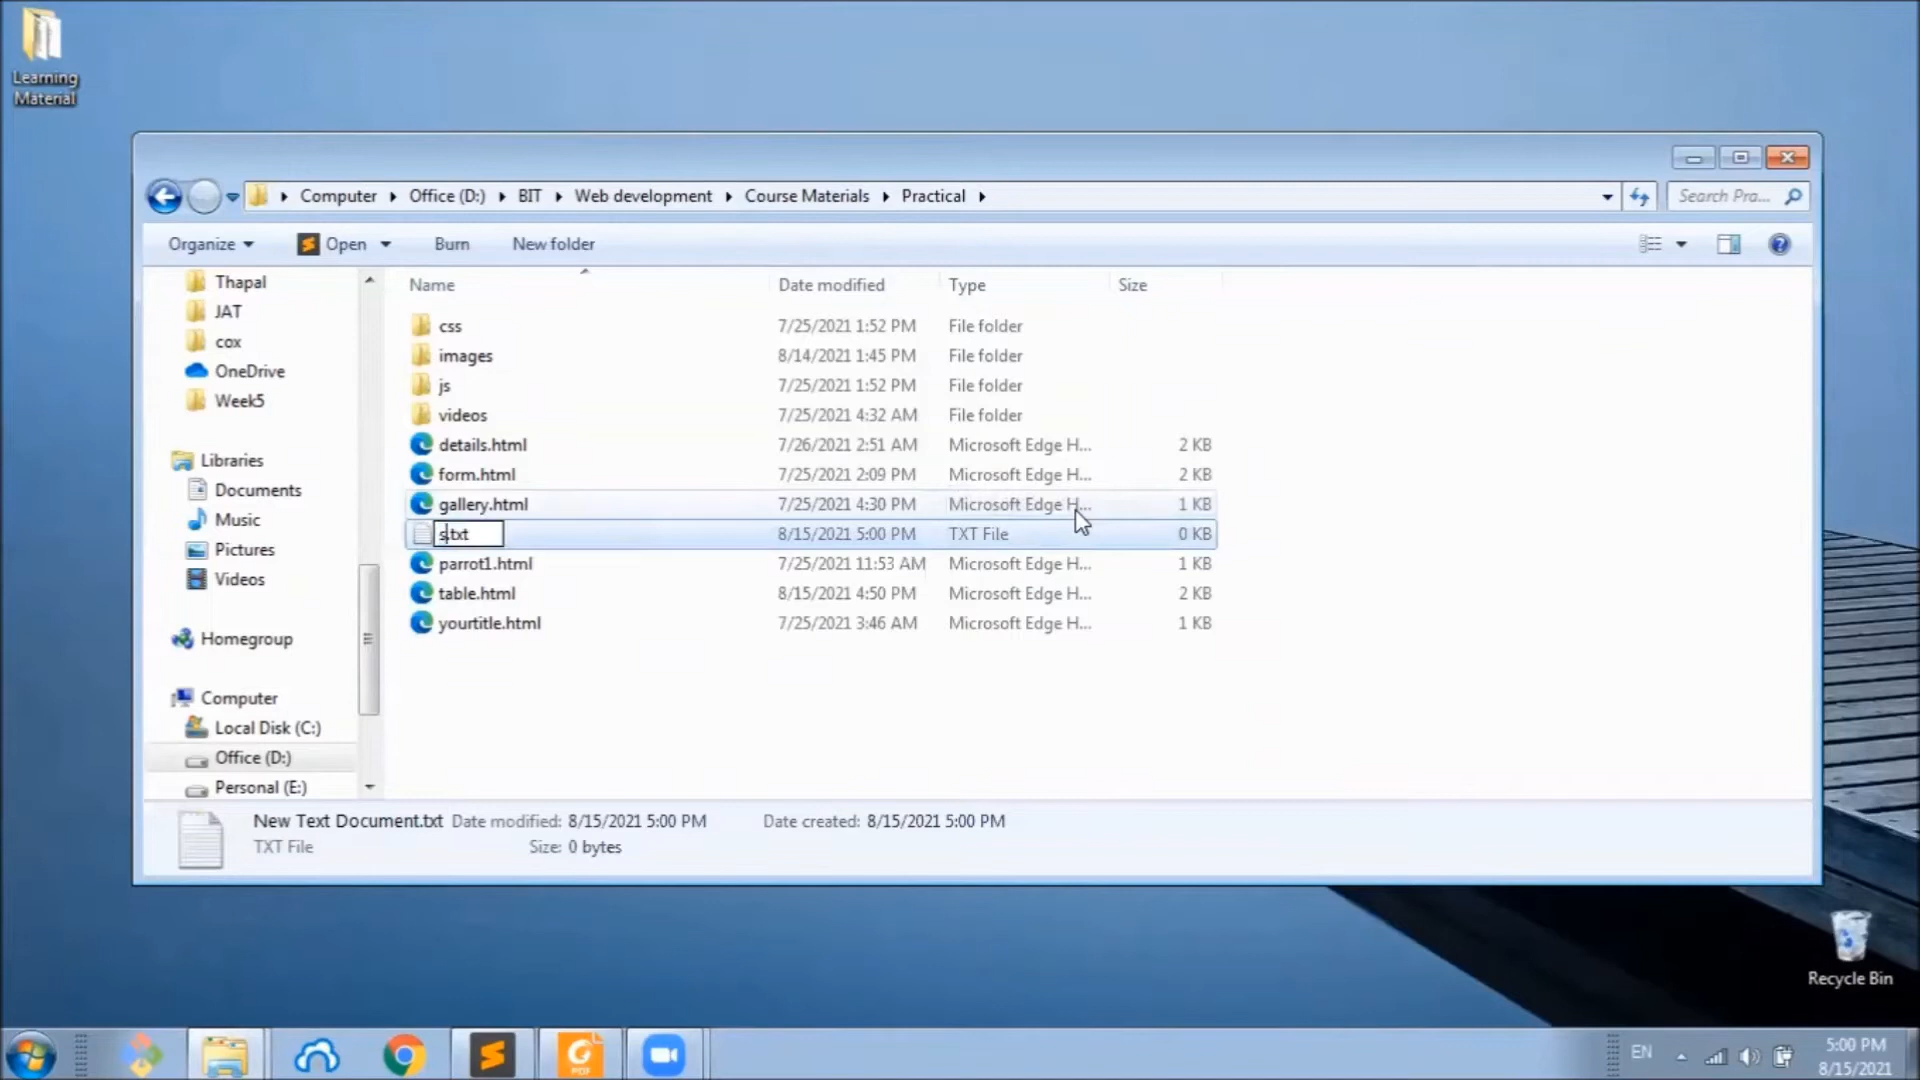 Learning
Material
Computer Office (D:) BIT Web development Course Materials Practical
Search Pra...
Organize Open Burn New folder
Name Date modified Type Size
Thapal
JAT
cox
OneDrive
Week5
Libraries
Documents
Music
Pictures
Videos
Homegroup
Computer
Local Disk (C:)
Office (D:)
Personal (E:)
css 7/25/2021 1:52 PM File folder
images 8/14/2021 1:45 PM File folder
js 7/25/2021 1:52 PM File folder
videos 7/25/2021 4:32 AM File folder
details.html 7/26/2021 2:51 AM Microsoft Edge H... 2 KB
form.html 7/25/2021 2:09 PM Microsoft Edge H... 2 KB
gallery.html 7/25/2021 4:30 PM Microsoft Edge H... 1 KB
s.txt 8/15/2021 5:00 PM TXT File 0 KB
parrot1.html 7/25/2021 11:53 AM Microsoft Edge H... 1 KB
table.html 8/15/2021 4:50 PM Microsoft Edge H... 2 KB
yourtitle.html 7/25/2021 3:46 AM Microsoft Edge H... 1 KB
New Text Document.txt Date modified: 8/15/2021 5:00 PM Date created: 8/15/2021 5:00 PM
TXT File Size: 0 bytes
Recycle Bin
PDF
EN
5:00 PM
8/15/2021